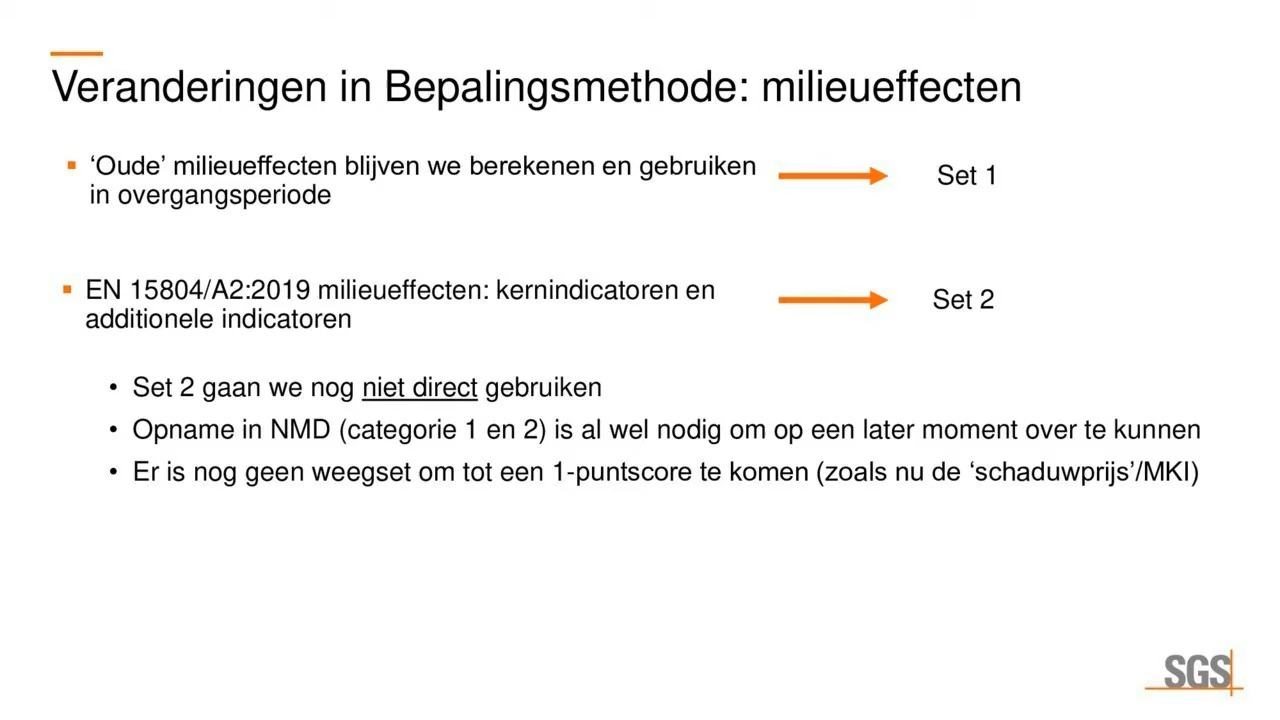 Veranderingen in Bepalingsmethode: milieueffecten
▪ ‘Oude’ milieueffecten blijven we berekenen en gebruiken
in overgangsperiode
Set 1
▪ EN 15804/A2:2019 milieueffecten: kernindicatoren en
additionele indicatoren
Set 2
• Set 2 gaan we nog niet direct gebruiken
• Opname in NMD (categorie 1 en 2) is al wel nodig om op een later moment over te kunnen
• Er is nog geen weegset om tot een 1-puntscore te komen (zoals nu de ‘schaduwprijs’/MKI)
SGS